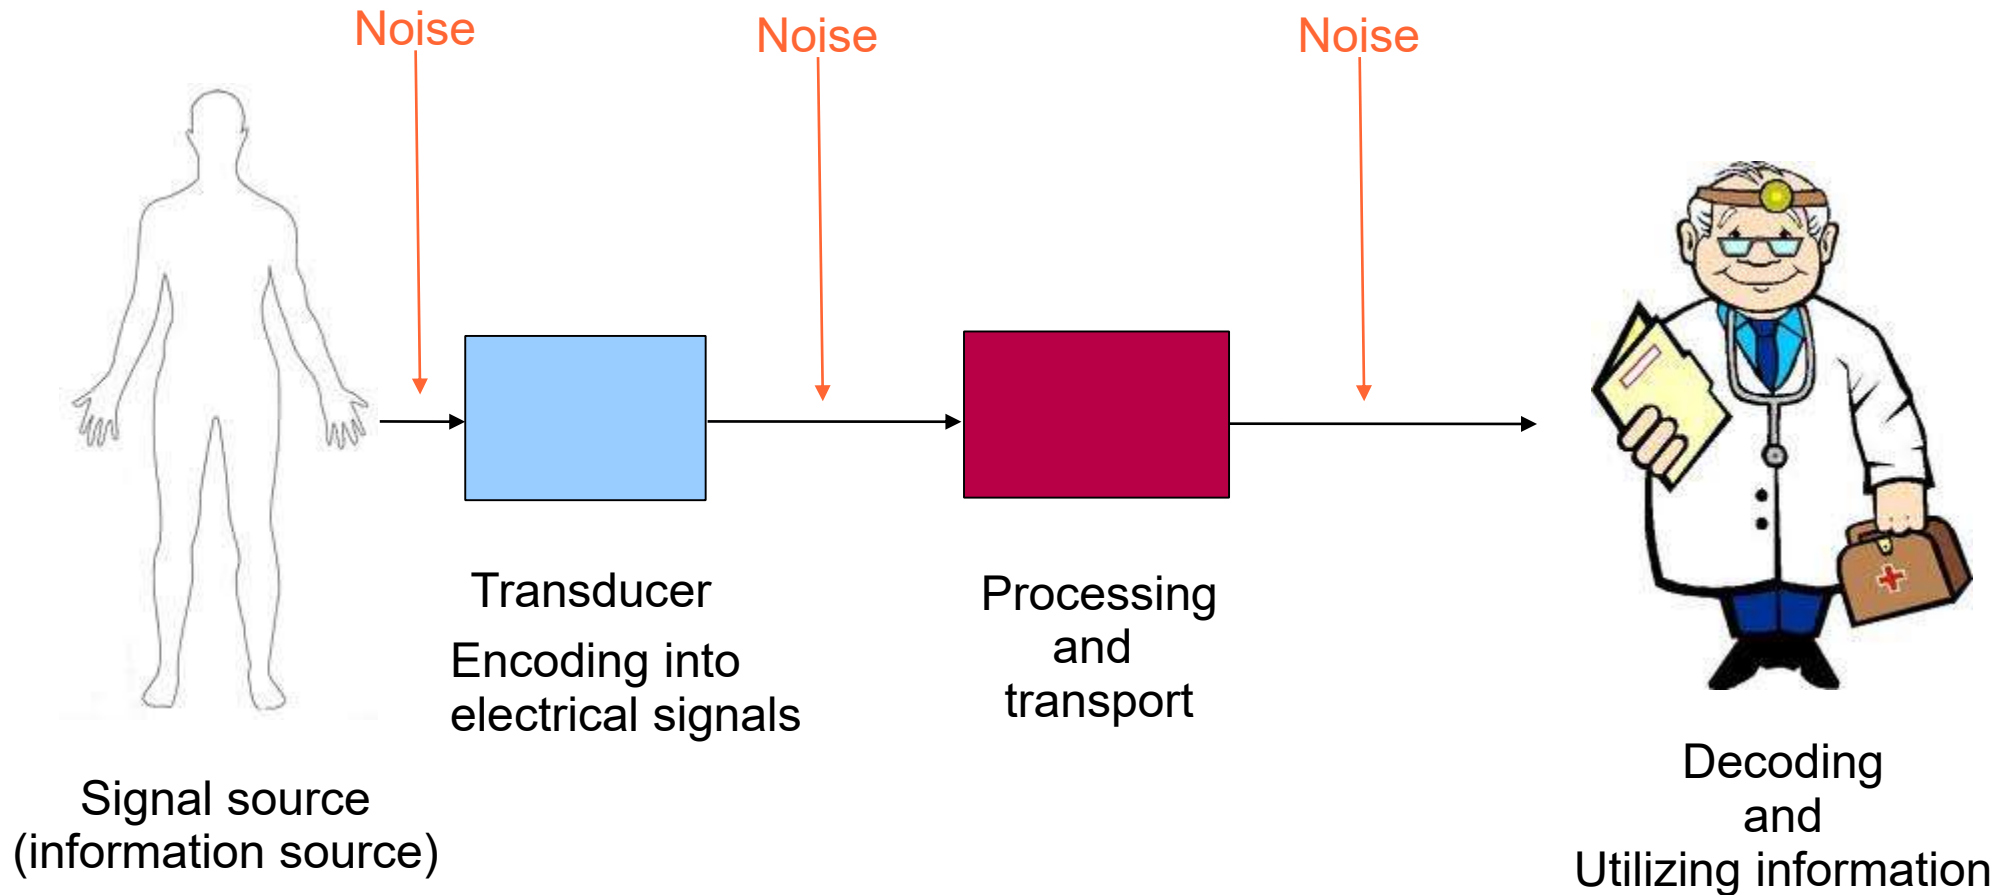 Noise
Noise
Noise
Transducer
Encoding into
electrical signals
Processing
and
transport
Signal source
(information source)
Decoding
and
Utilizing information